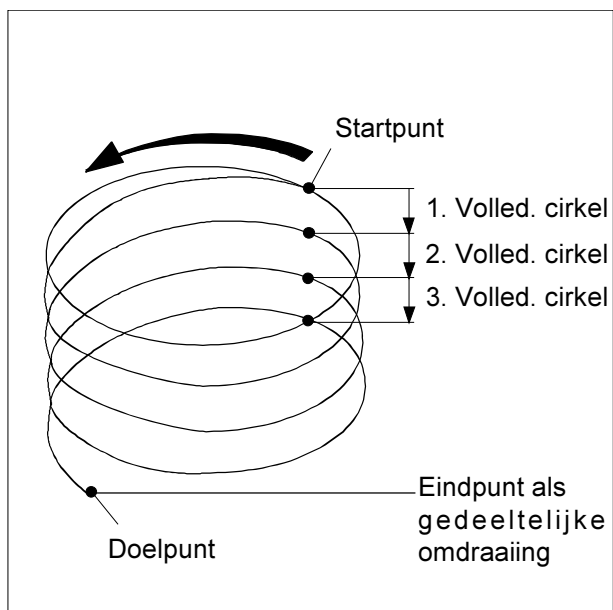 Startpunt
1. Volled. cirkel
2. Volled. cirkel
3. Volled. cirkel
Eindpunt als
gedeeltelijke
omdraaiing
Doelpunt